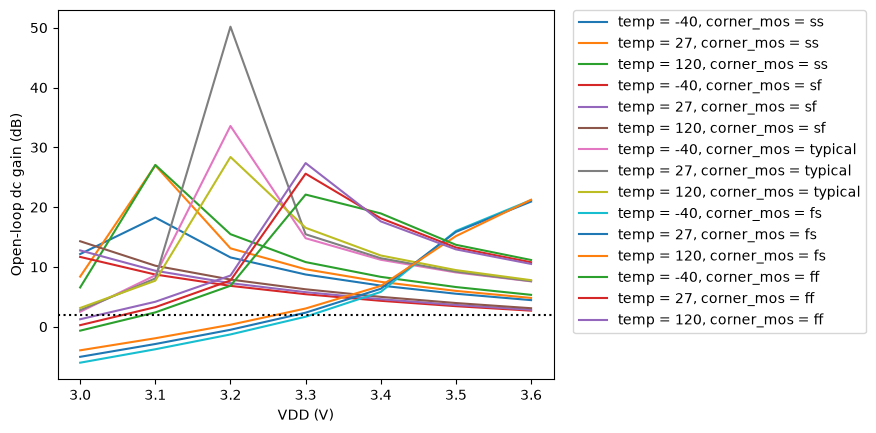 Open-loop dc gain (dB)
50
40
30
20
10
0
3.0 3.1 3.2 3.3 3.4 3.5 3.6
VDD (V)
temp = -40, corner_mos = ss
temp = 27, corner_mos = ss
temp = 120, corner_mos = ss
temp = -40, corner_mos = sf
temp = 27, corner_mos = sf
temp = 120, corner_mos = sf
temp = -40, corner_mos = typical
temp = 27, corner_mos = typical
temp = 120, corner_mos = typical
temp = -40, corner_mos = fs
temp = 27, corner_mos = fs
temp = 120, corner_mos = fs
temp = -40, corner_mos = ff
temp = 27, corner_mos = ff
temp = 120, corner_mos = ff